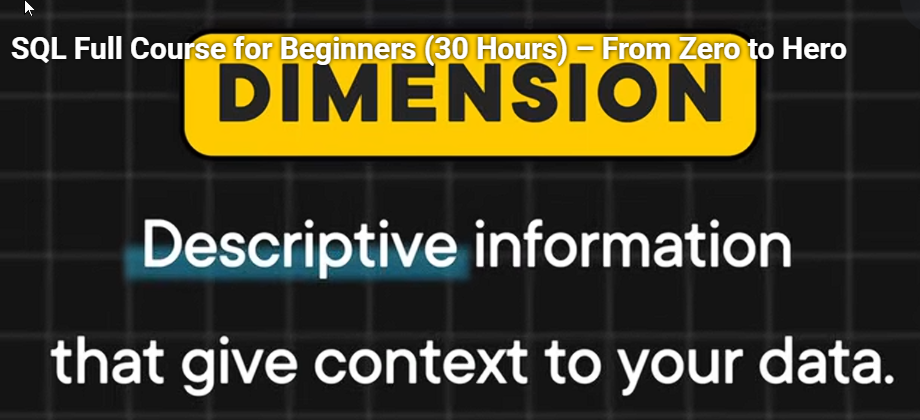 SQL Full Course for Beginners (30 Hours) – From Zero to Hero
DIMENSION
Descriptive information
that give context to your data.